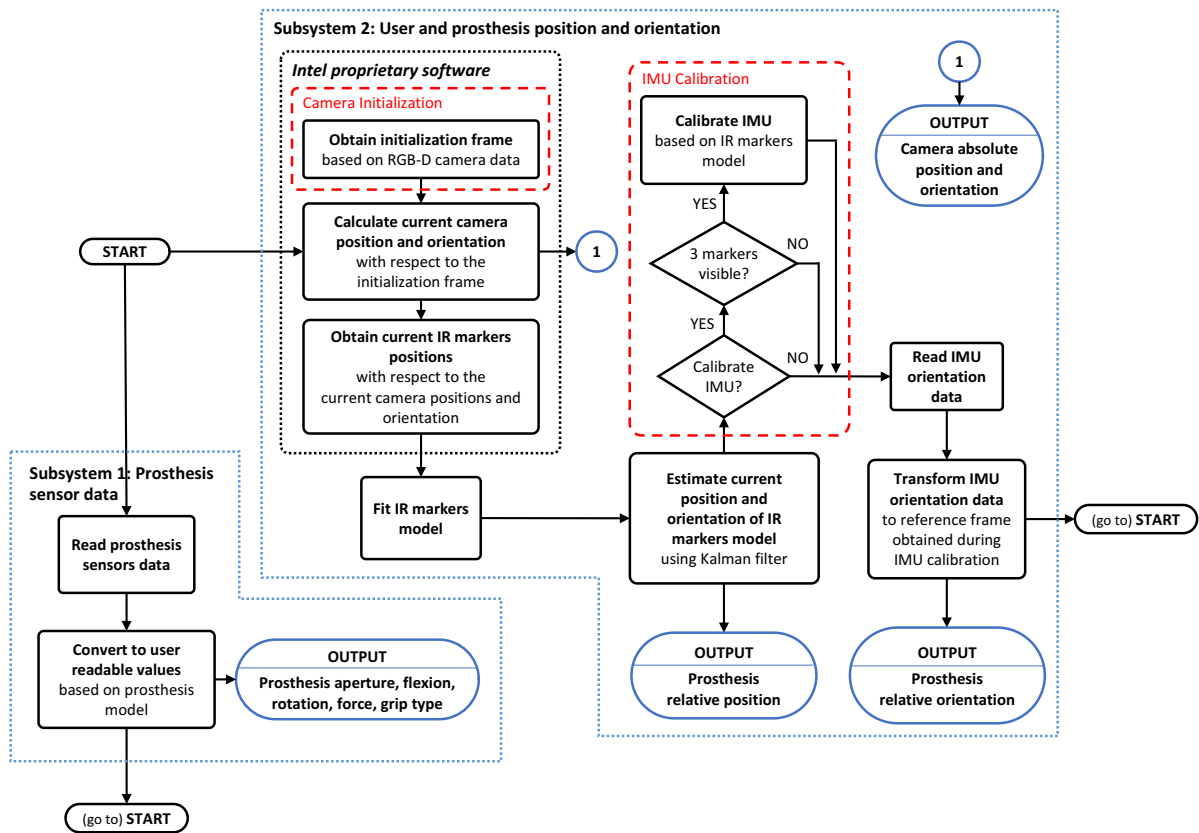 Subsystem 2: User and prosthesis position and orientation
Intel proprietary software
Camera Initialization
Obtain initialization frame
based on RGB-D camera data
Calculate current camera
position and orientation
with respect to the
initialization frame
1
Obtain current IR markers
positions
with respect to the
current camera positions and
orientation
START
Fit IR markers
model
IMU Calibration
Calibrate IMU
based on IR markers
model
YES
3 markers
visible?
NO
YES
Calibrate
IMU?
NO
Estimate current
position and
orientation of IR
markers model
using Kalman filter
OUTPUT
Prosthesis
relative position
1
OUTPUT
Camera absolute
position and
orientation
Read IMU
orientation
data
Transform IMU
orientation data
to reference frame
obtained during
IMU calibration
(go to) START
OUTPUT
Prosthesis
relative orientation
Subsystem 1: Prosthesis
sensor data
Read prosthesis
sensors data
Convert to user
readable values
based on prosthesis
model
OUTPUT
Prosthesis aperture, flexion,
rotation, force, grip type
(go to) START